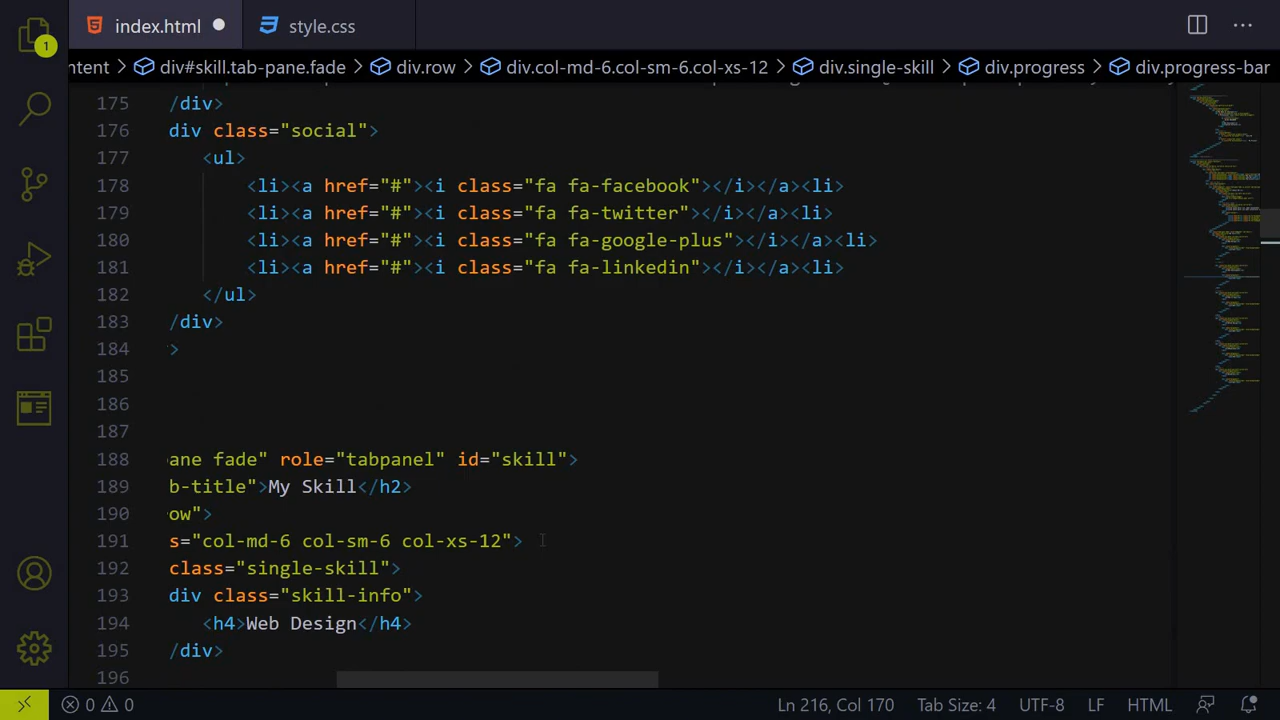 index.html
style.css
1
ntent > div#skill.tab-pane.fade > div.row > div.col-md-6.col-sm-6.col-xs-12 > div.single-skill > div.progress > div.progress-bar
175 /div>
176 div class="social">
177 <ul>
178 <li><a href="#"><i class="fa fa-facebook"></i></a><li>
179 <li><a href="#"><i class="fa fa-twitter"></i></a><li>
180 <li><a href="#"><i class="fa fa-google-plus"></i></a><li>
181 <li><a href="#"><i class="fa fa-linkedin"></i></a><li>
182 </ul>
183 /div>
184 >
185
186
187
188 ane fade" role="tabpanel" id="skill">
189 b-title">My Skill</h2>
190 ow">
191 s="col-md-6 col-sm-6 col-xs-12">
192 class="single-skill">
193 div class="skill-info">
194 <h4>Web Design</h4>
195 /div>
196
0 0 Ln 216, Col 170 Tab Size: 4 UTF-8 LF HTML